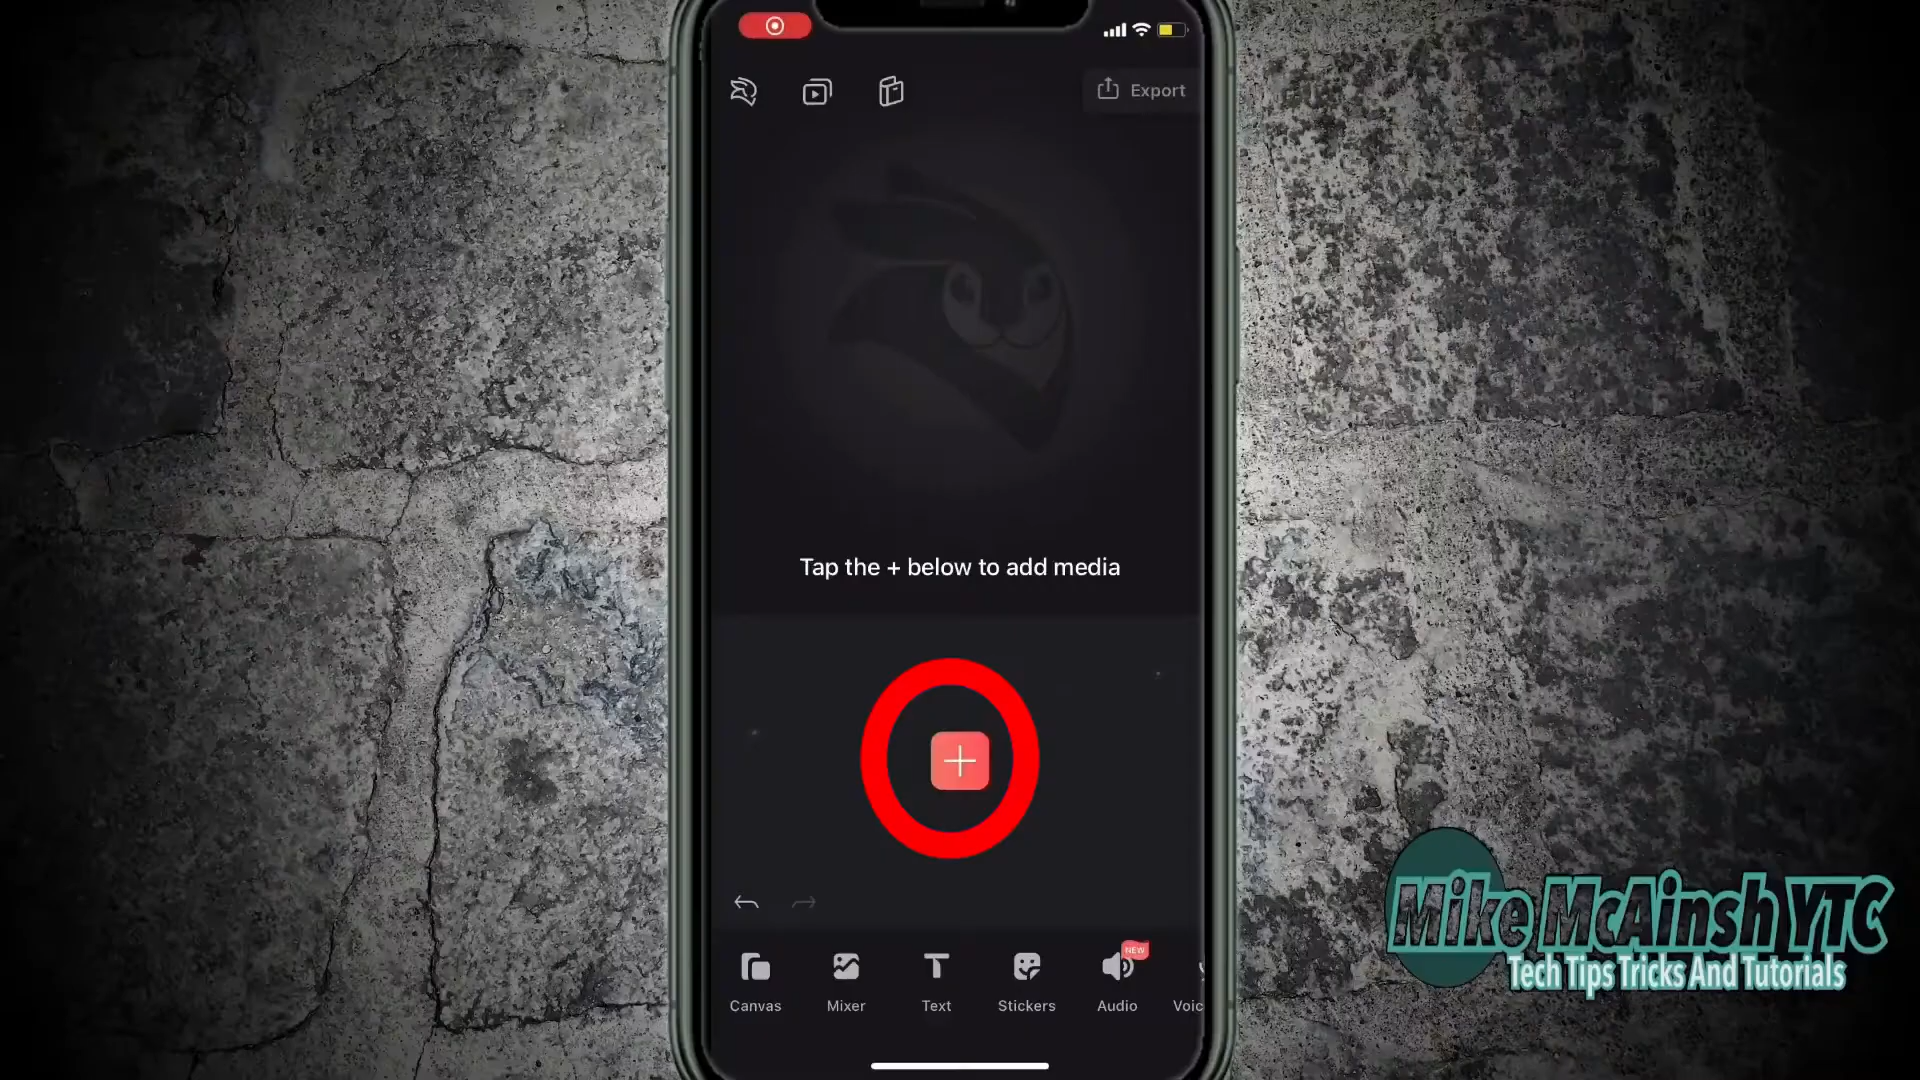 Export
Tap the + below to add media
NEW
Canvas
Mixer
Text
Stickers
Audio
Voic
Mike McAinsh YTC
Tech Tips Tricks And Tutorials